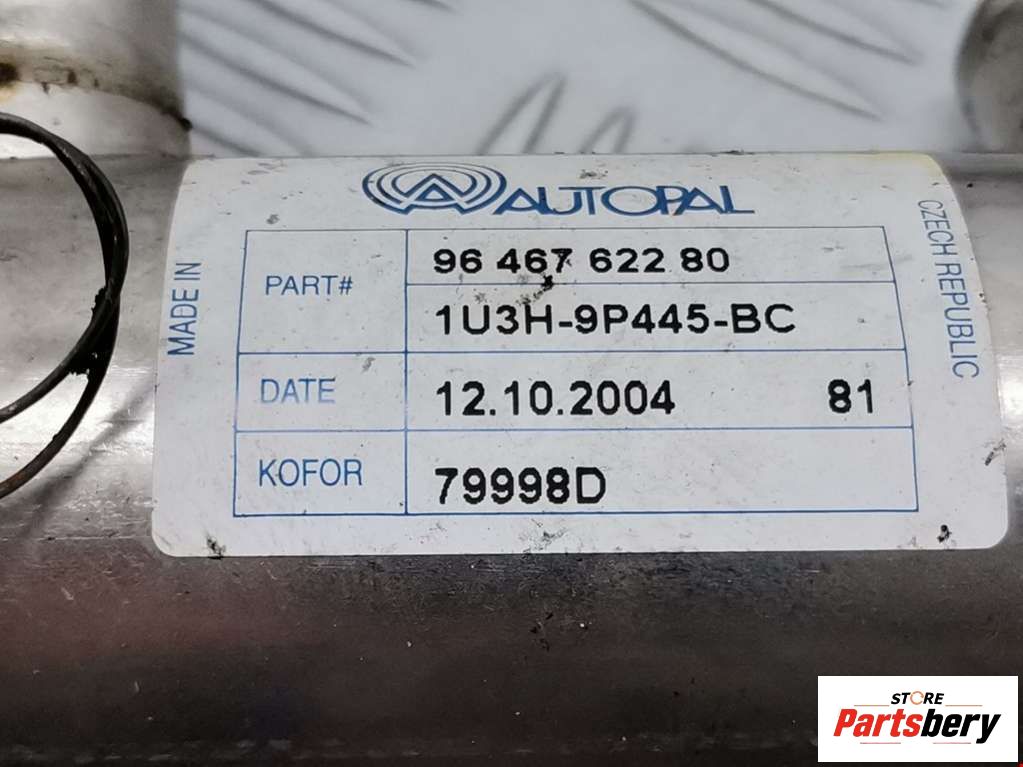 AUTOPAL
MADE IN
CZECH REPUBLIC
PART#
96 467 622 80
1U3H-9P445-BC
DATE
12.10.2004 81
KOFOR
79998D
STORE
Partsbery